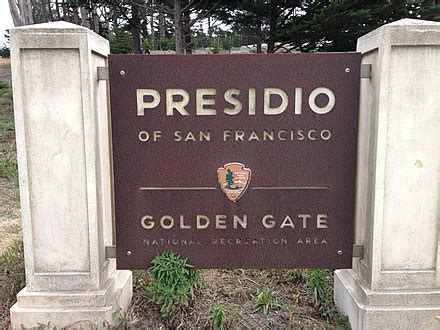 PRESIDIO
OF SAN FRANCISCO
GOLDEN GATE
NATIONAL RECREATION AREA